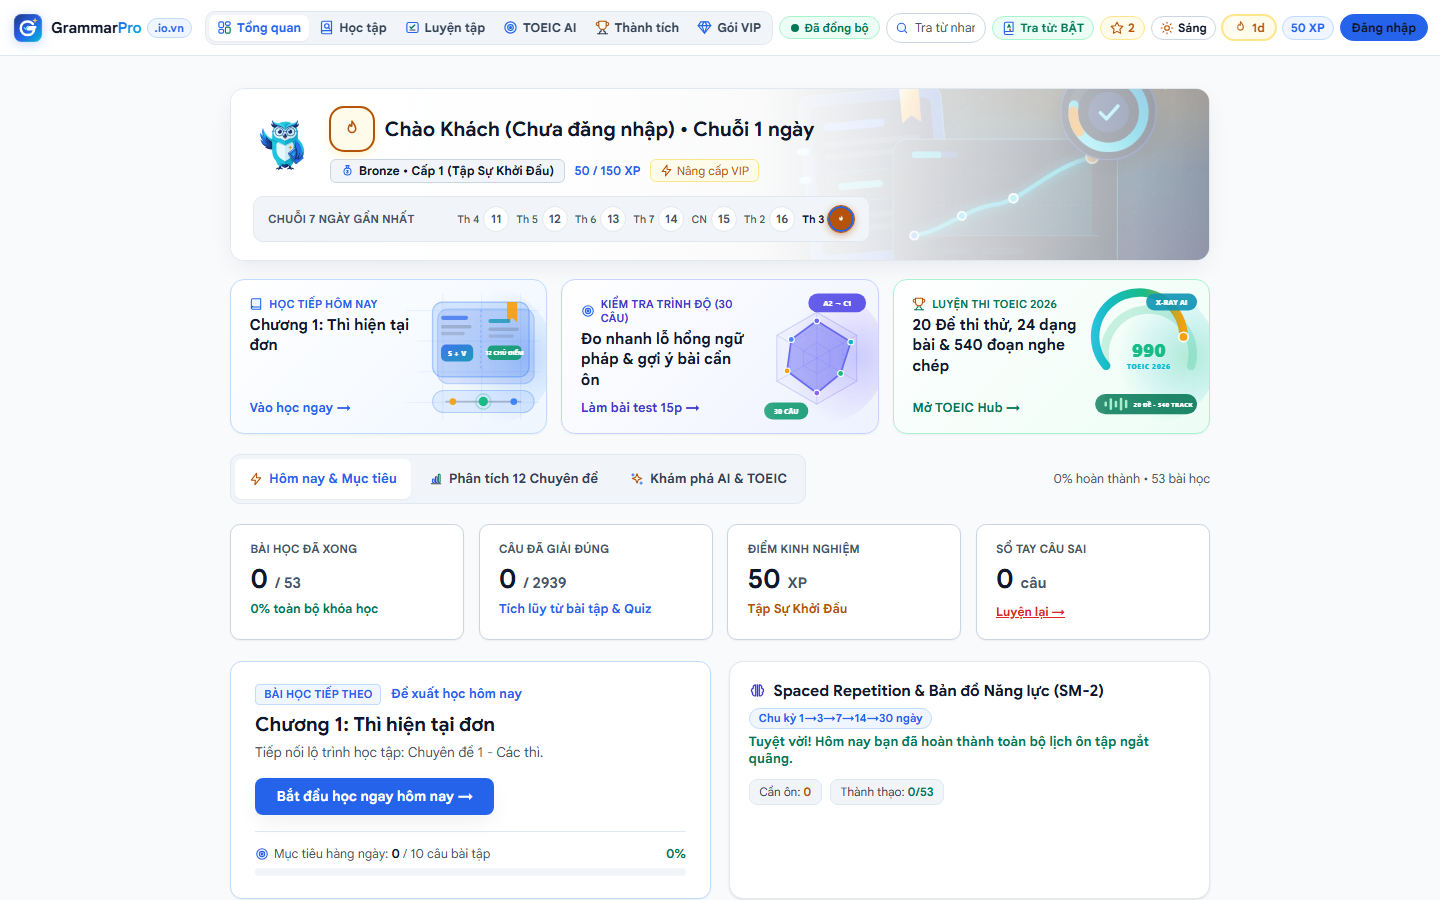 GrammarPro .io.vn Tổng quan Học tập Luyện tập TOEIC AI Thành tích Gói VIP Đã đồng bộ Tra từ nhan Tra từ: BẬT 2 Sáng 1d 50 XP Đăng nhập
Chào Khách (Chưa đăng nhập) • Chuỗi 1 ngày
Bronze • Cấp 1 (Tập Sự Khởi Đầu) 50 / 150 XP Nâng cấp VIP
CHUỖI 7 NGÀY GẦN NHẤT Th 4 11 Th 5 12 Th 6 13 Th 7 14 CN 15 Th 2 16 Th 3
HỌC TIẾP HÔM NAY
Chương 1: Thì hiện tại
đơn
S + V
12 CHỦ ĐIỂM
Vào học ngay →
KIỂM TRA TRÌNH ĐỘ (30
CÂU)
Đo nhanh lỗ hổng ngữ
pháp & gợi ý bài cần
ôn
Làm bài test 15p →
A2 – C1
30 CÂU
LUYỆN THI TOEIC 2026
20 Đề thi thử, 24 dạng
bài & 540 đoạn nghe
chép
Mở TOEIC Hub →
X-RAY AI
990
TOEIC 2026
20 ĐỀ • 540 TRACK
Hôm nay & Mục tiêu Phân tích 12 Chuyên đề Khám phá AI & TOEIC 0% hoàn thành • 53 bài học
BÀI HỌC ĐÃ XONG
0 / 53
0% toàn bộ khóa học
CÂU ĐÃ GIẢI ĐÚNG
0 / 2939
Tích lũy từ bài tập & Quiz
ĐIỂM KINH NGHIỆM
50 XP
Tập Sự Khởi Đầu
SỔ TAY CÂU SAI
0 câu
Luyện lại →
BÀI HỌC TIẾP THEO Đề xuất học hôm nay
Chương 1: Thì hiện tại đơn
Tiếp nối lộ trình học tập: Chuyên đề 1 - Các thì.
Bắt đầu học ngay hôm nay →
Mục tiêu hàng ngày: 0 / 10 câu bài tập 0%
Spaced Repetition & Bản đồ Năng lực (SM-2)
Chu kỳ 1→3→7→14→30 ngày
Tuyệt vời! Hôm nay bạn đã hoàn thành toàn bộ lịch ôn tập ngắt
quãng.
Cần ôn: 0 Thành thạo: 0/53